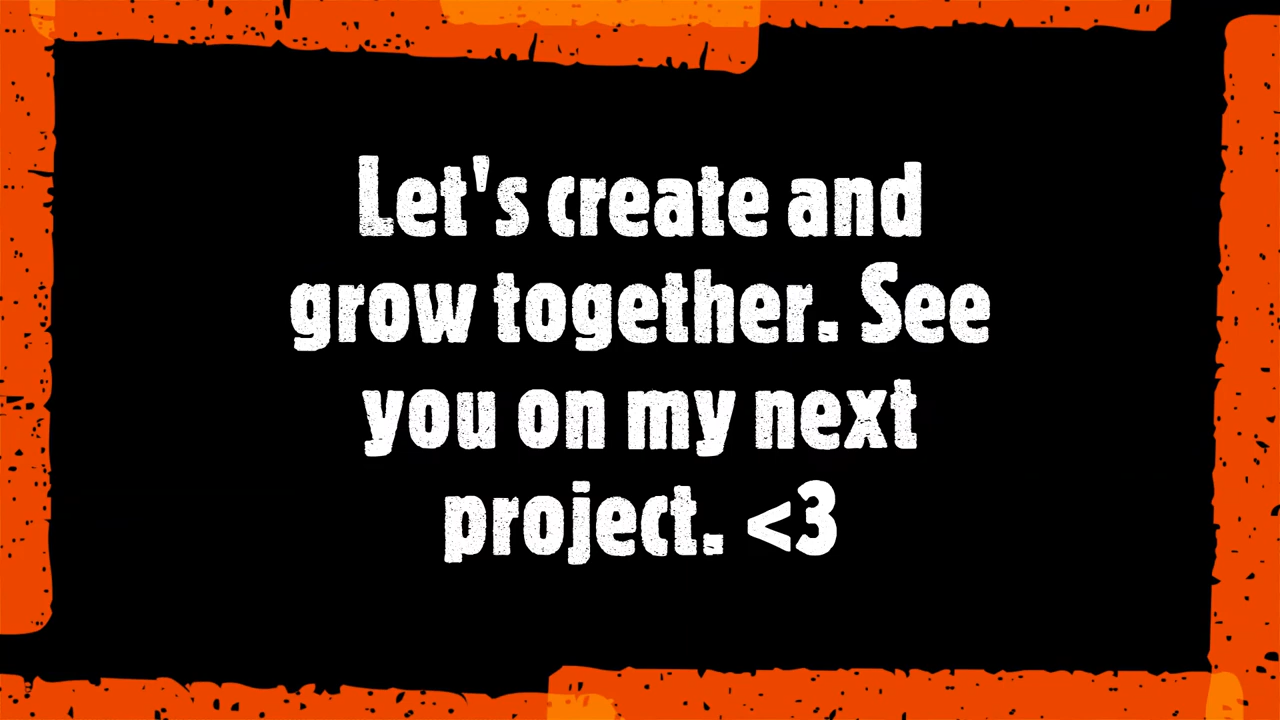 Let's create and
grow together. See
you on my next
project. <3